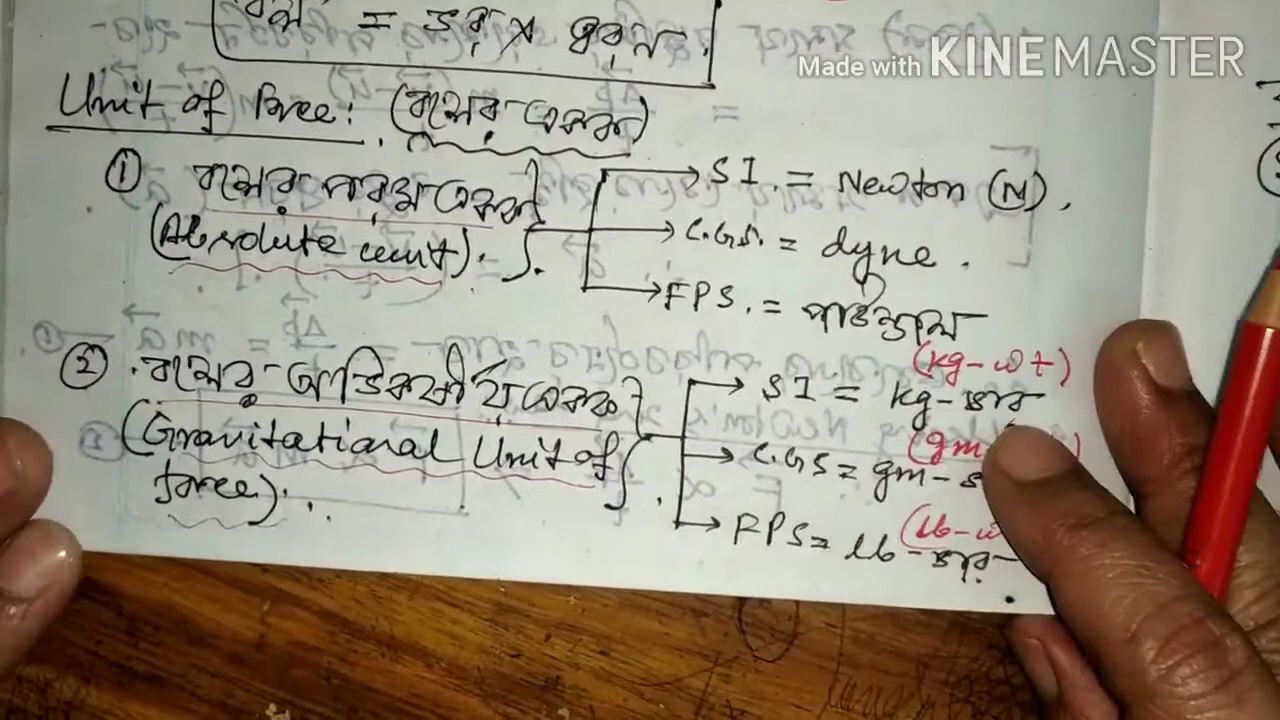 বল = ভর × ত্বরণ.
Made with KINEMASTER
Unit of Force: (বলের একক)
① বলের পরম একক
(Absolute unit).
SI. = Newton (N),
C.G.S. = dyne.
FPS. = পাউন্ডাল
② বলের অভিকর্ষীয় একক
(Gravitational Unit of
force).
(kg-wt)
SI = kg-ভার
(gm
C.G.S = gm-
(lb-w
FPS = lb-ভার